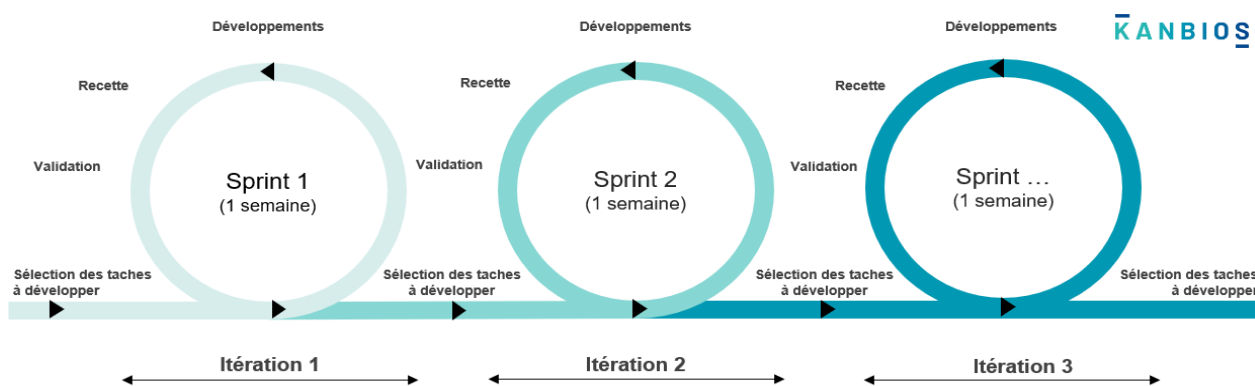 Développements
Développements
Développements
KANBIOS
Recette
Recette
Recette
Validation
Validation
Validation
Sprint 1
(1 semaine)
Sprint 2
(1 semaine)
Sprint ...
(1 semaine)
Sélection des taches
à développer
Sélection des taches
à développer
Sélection des taches
à développer
Sélection des taches
à développer
Itération 1
Itération 2
Itération 3